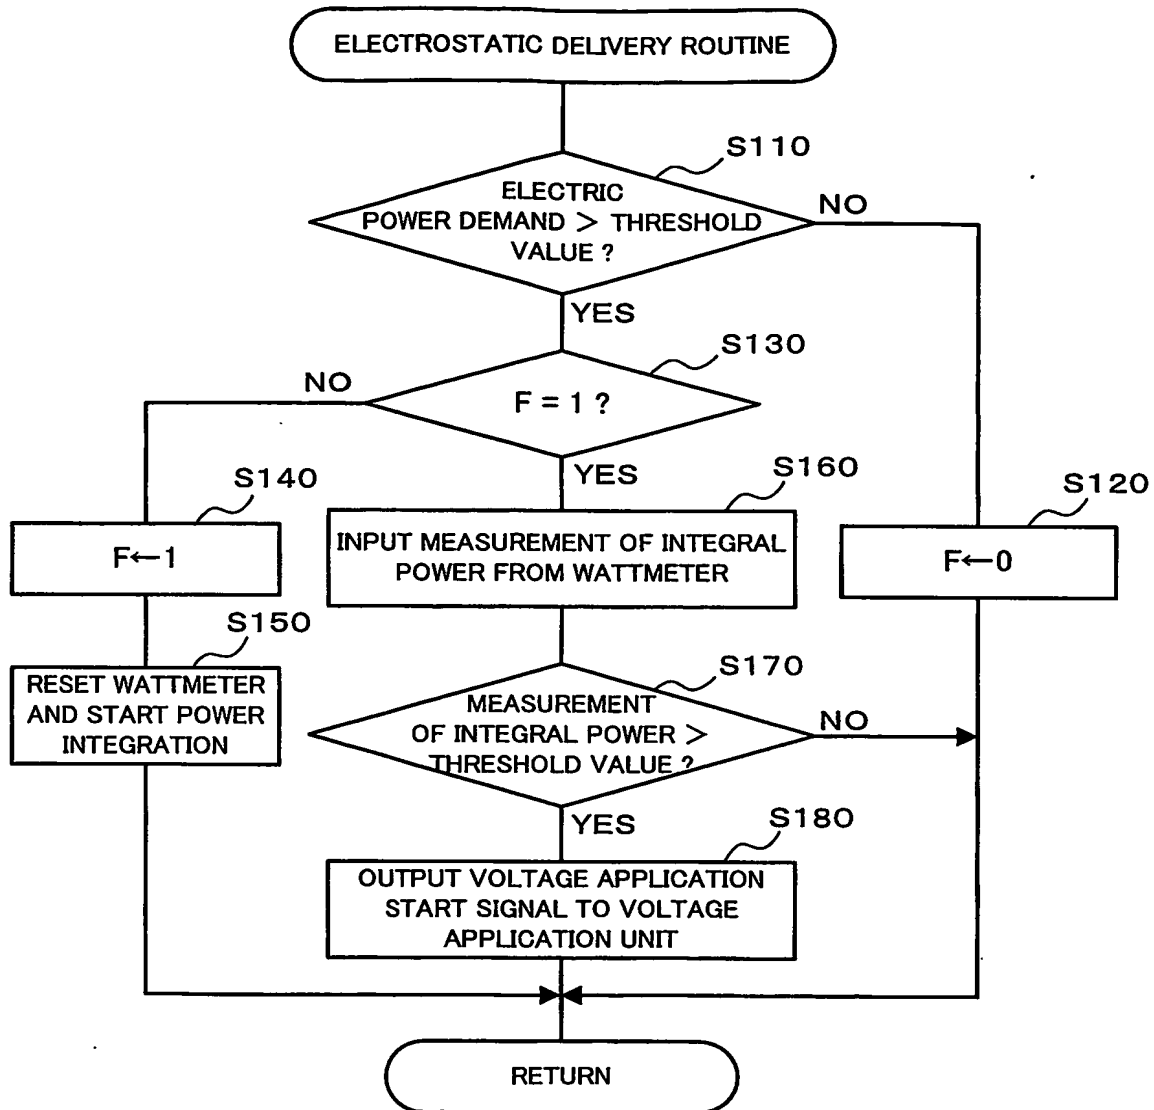 ELECTROSTATIC DELIVERY ROUTINE
S110
ELECTRIC
POWER DEMAND > THRESHOLD
VALUE ?
NO
YES
S130
NO
F = 1 ?
YES
S140
F←1
S160
INPUT MEASUREMENT OF INTEGRAL
POWER FROM WATTMETER
S120
F←0
S150
RESET WATTMETER
AND START POWER
INTEGRATION
S170
MEASUREMENT
OF INTEGRAL POWER >
THRESHOLD VALUE ?
NO
YES
S180
OUTPUT VOLTAGE APPLICATION
START SIGNAL TO VOLTAGE
APPLICATION UNIT
RETURN